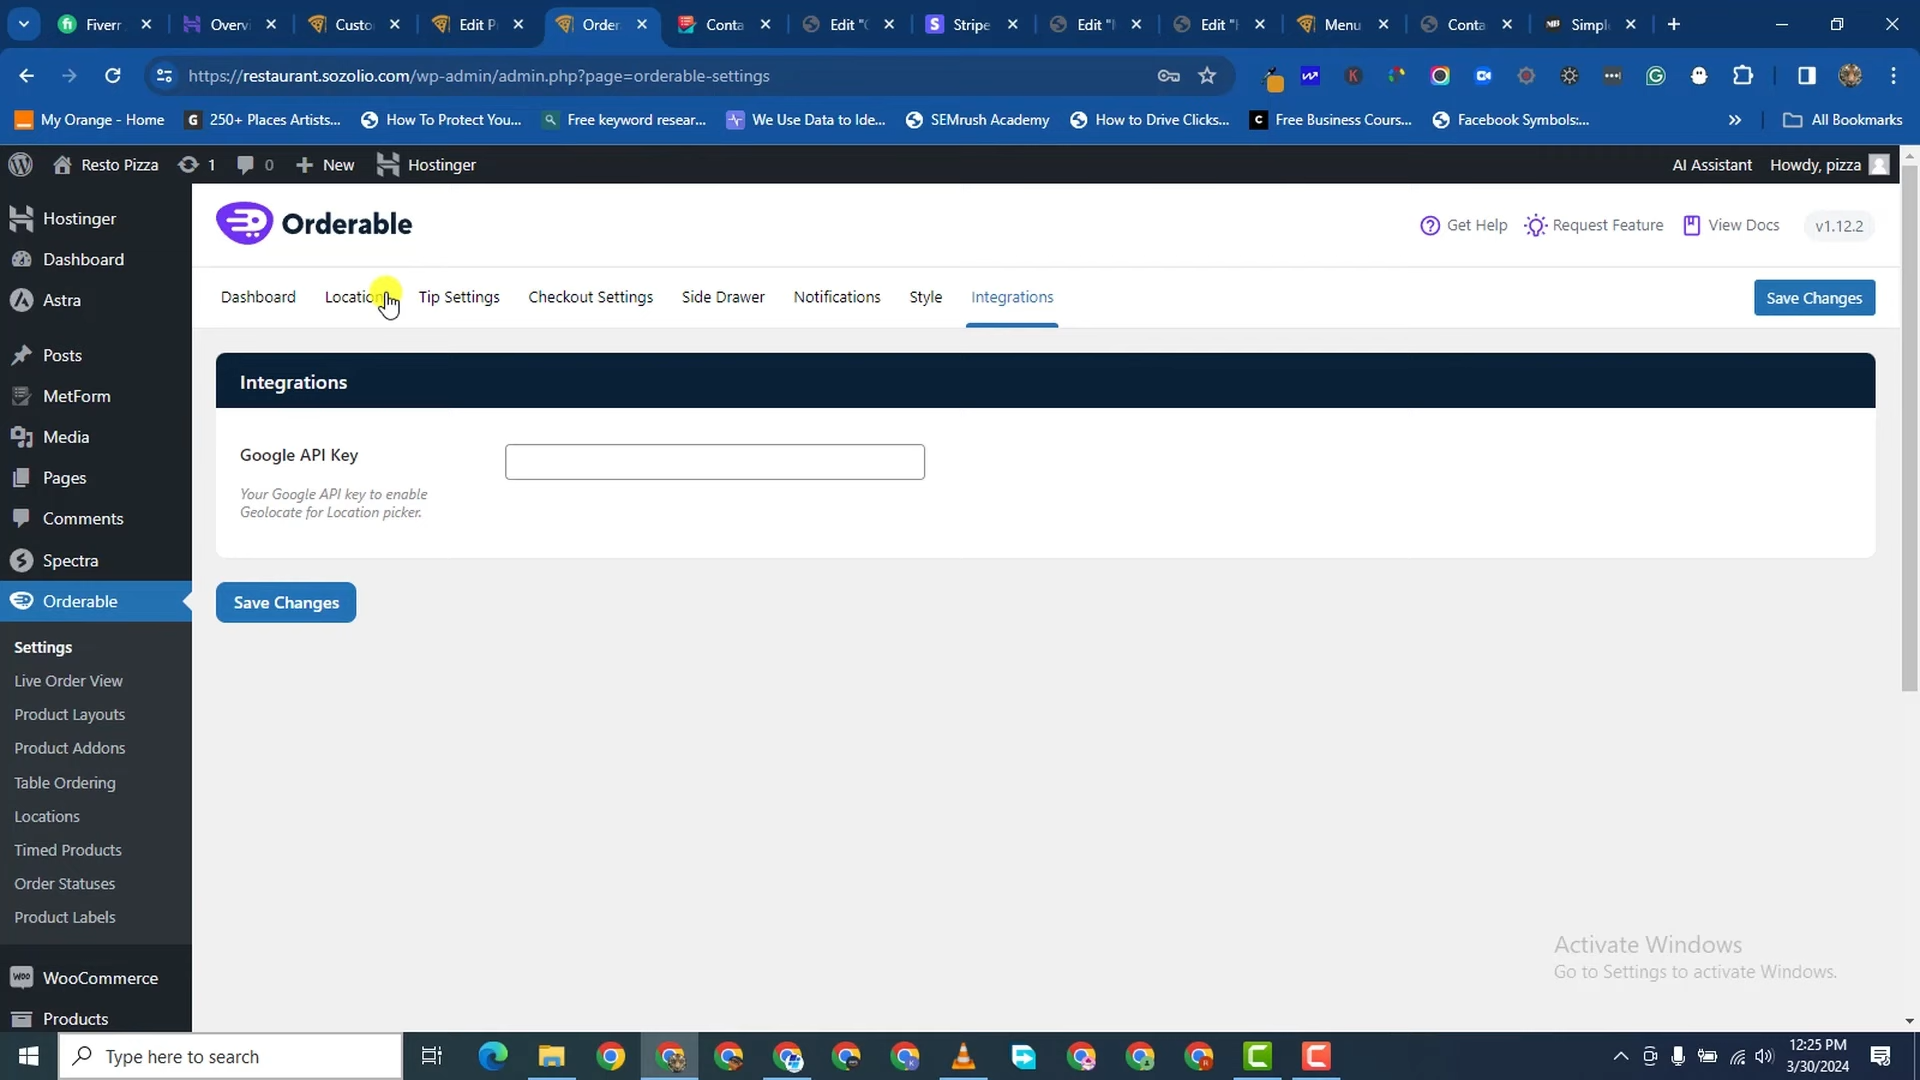 Fiverr
Overvi
Custo
Edit P
Order
Conta
Edit "C
Stripe
Edit "I
Edit "H
Menu
Conta
Simpl
https://restaurant.sozolio.com/wp-admin/admin.php?page=orderable-settings
My Orange - Home
250+ Places Artists...
How To Protect You...
Free keyword resear...
We Use Data to Ide...
SEMrush Academy
How to Drive Clicks...
Free Business Cours...
Facebook Symbols:...
All Bookmarks
Resto Pizza
1
0
New
Hostinger
AI Assistant
Howdy, pizza
Hostinger
Dashboard
Astra
Posts
MetForm
Media
Pages
Comments
Spectra
Orderable
Settings
Live Order View
Product Layouts
Product Addons
Table Ordering
Locations
Timed Products
Order Statuses
Product Labels
WooCommerce
Products
Orderable
Get Help
Request Feature
View Docs
v1.12.2
Dashboard
Tip Settings
Checkout Settings
Side Drawer
Notifications
Style
Integrations
Save Changes
Integrations
Google API Key
Your Google API key to enable
Geolocate for Location picker.
Save Changes
Activate Windows
Go to Settings to activate Windows.
Type here to search
12:25 PM
3/30/2024